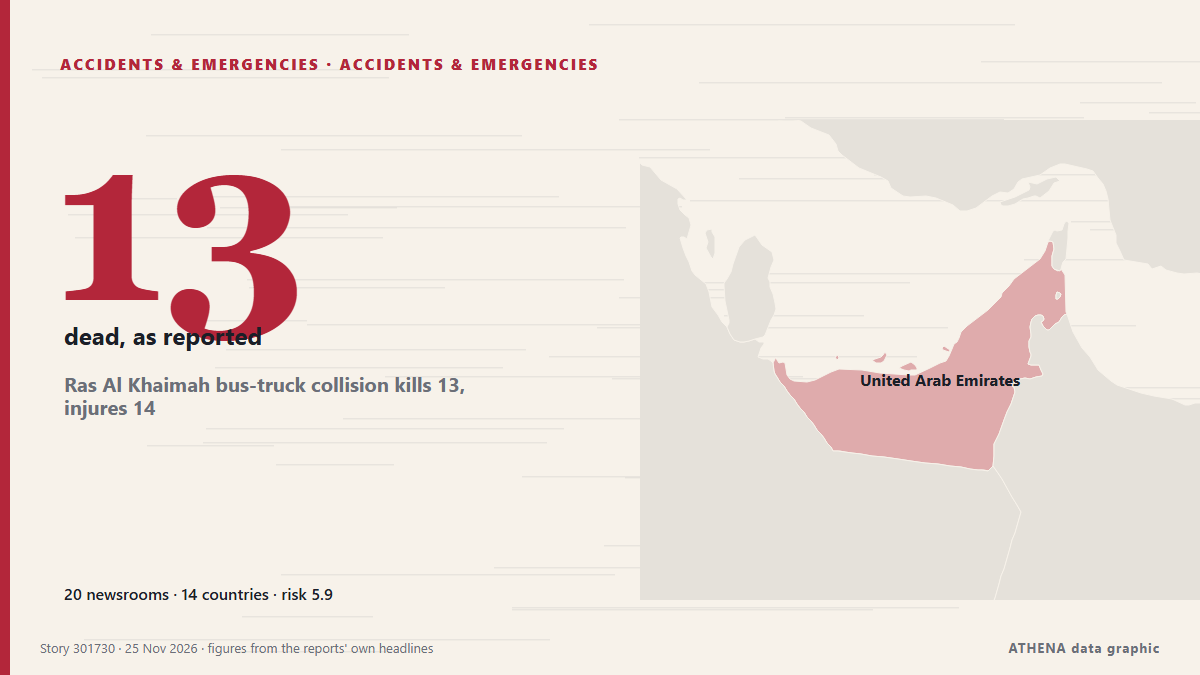 ACCIDENTS & EMERGENCIES · ACCIDENTS & EMERGENCIES
13
dead, as reported
Ras Al Khaimah bus-truck collision kills 13,
injures 14
United Arab Emirates
20 newsrooms · 14 countries · risk 5.9
Story 301730 · 25 Nov 2026 · figures from the reports' own headlines
ATHENA data graphic